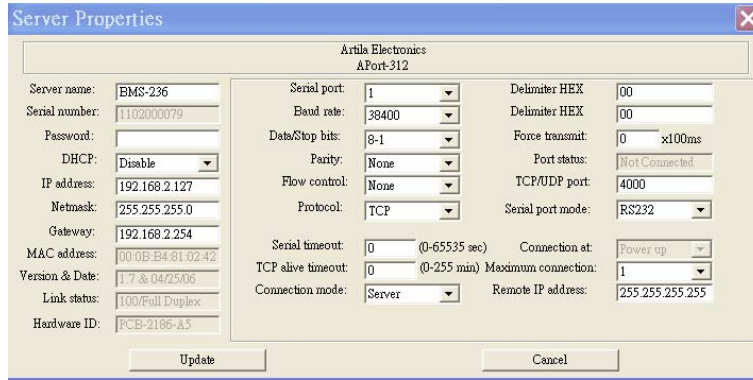 Server Properties
Artila Electronics
APort-312
Server name: BMS-236
Serial number: 1102000079
Password:
DHCP: Disable
IP address: 192.168.2.127
Netmask: 255.255.255.0
Gateway: 192.168.2.254
MAC address: 00:0B:B4:81:02:42
Version & Date: 1.7 & 04/25/06
Link status: 100/Full Duplex
Hardware ID: PCB-2186-A5
Serial port: 1
Baud rate: 38400
Data/Stop bits: 8-1
Parity: None
Flow control: None
Protocol: TCP
Serial timeout: 0 (0-65535 sec)
TCP alive timeout: 0 (0-255 min)
Connection mode: Server
Delimiter HEX 00
Delimiter HEX 00
Force transmit: 0 x100ms
Port status: Not Connected
TCP/UDP port: 4000
Serial port mode: RS232
Connection at: Power up
Maximum connection: 1
Remote IP address: 255.255.255.255
Update
Cancel